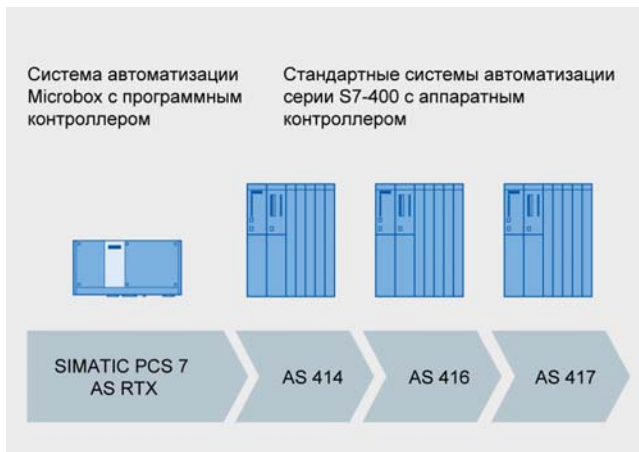 Система автоматизации
Microbox с программным
контроллером
Стандартные системы автоматизации
серии S7-400 с аппаратным
контроллером
SIMATIC PCS 7
AS RTX
AS 414
AS 416
AS 417